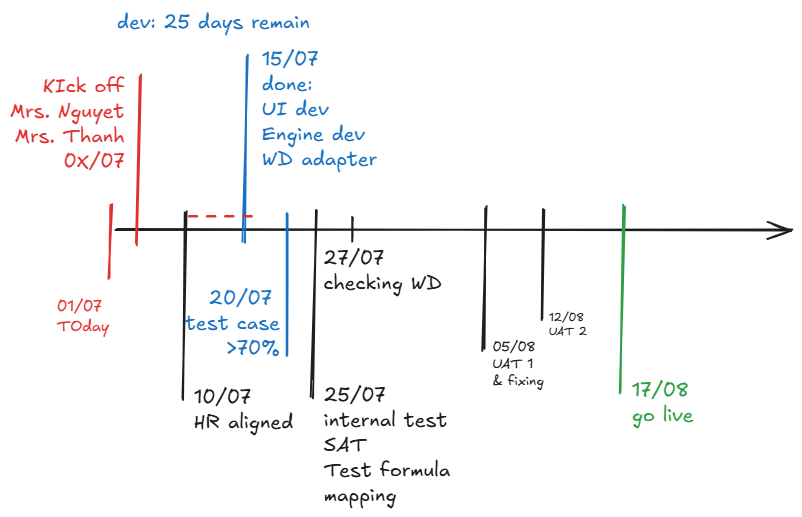 dev: 25 days remain
KIck off
Mrs. Nguyet
Mrs. Thanh
0x/07
15/07
done:
UI dev
Engine dev
WD adapter
01/07
TOday
10/07
HR aligned
20/07
test case
>70%
25/07
internal test
SAT
Test formula
mapping
27/07
checking WD
05/08
UAT 1
& fixing
12/08
UAT 2
17/08
go live